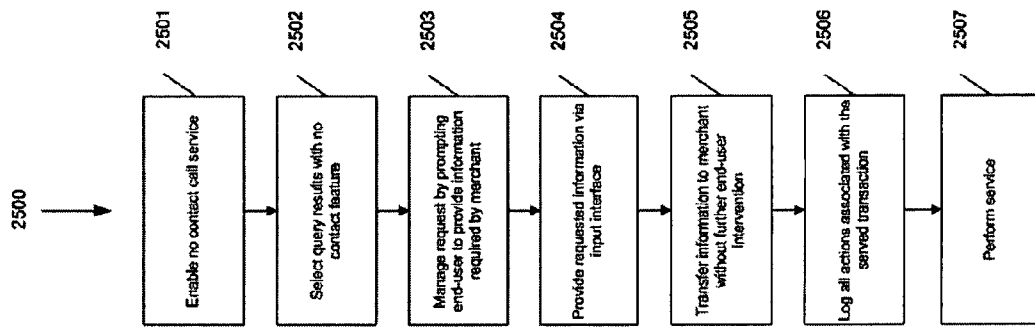 2500
2501
Enable no contact call service
2502
Select query results with no
contact feature
2503
Manage request by prompting
end-user to provide information
required by merchant
2504
Provide requested information via
input interface
2505
Transfer information to merchant
without further end-user
Intervention
2506
Log all actions associated with the
served transaction
2507
Perform service